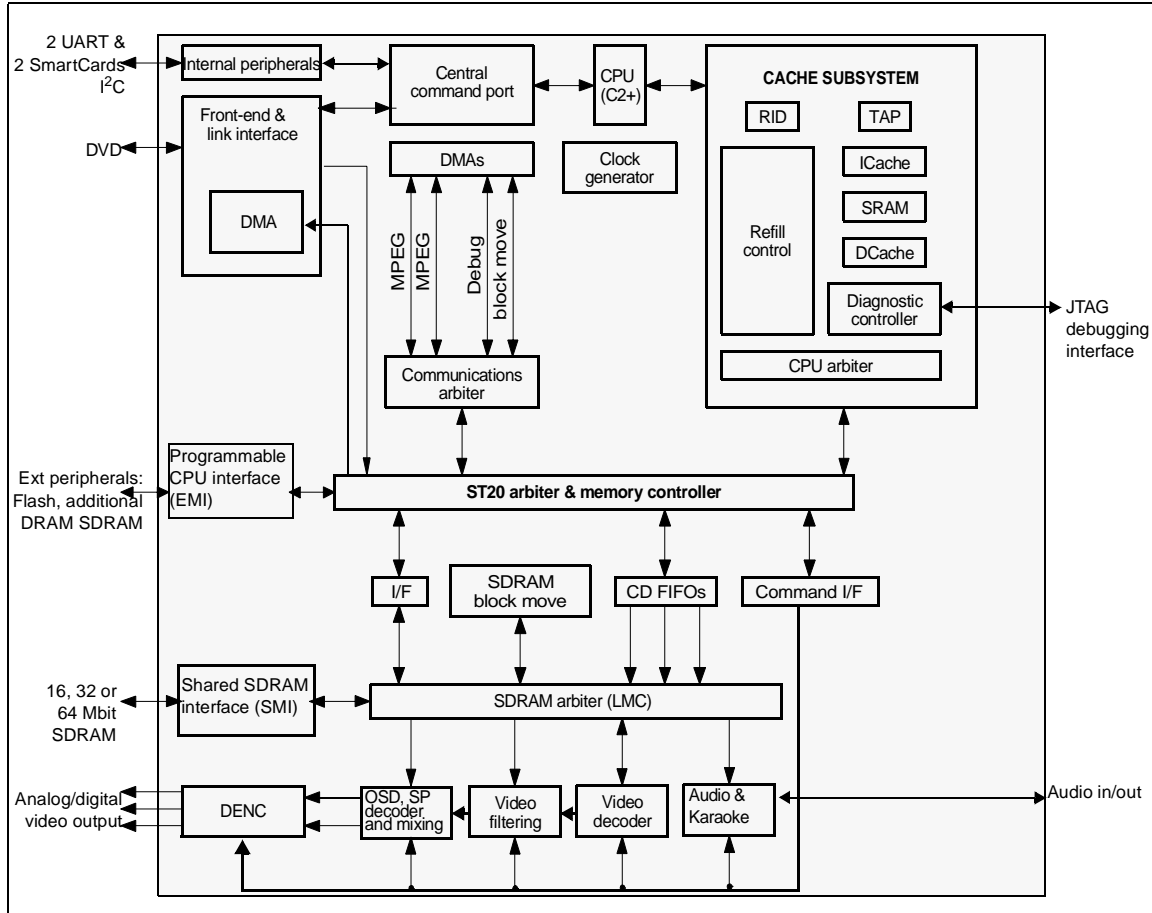 2 UART &
2 SmartCards
I²C
Internal peripherals
Central
command port
CPU
(C2+)
CACHE SUBSYSTEM
RID
TAP
Front-end &
link interface
DVD
DMA
DMAs
Clock
generator
ICache
SRAM
DCache
Refill
control
Diagnostic
controller
JTAG
debugging
interface
CPU arbiter
MPEG
MPEG
Debug
block move
Communications
arbiter
Ext peripherals:
Flash, additional
DRAM SDRAM
Programmable
CPU interface
(EMI)
ST20 arbiter & memory controller
I/F
SDRAM
block move
CD FIFOs
Command I/F
16, 32 or
64 Mbit
SDRAM
Shared SDRAM
interface (SMI)
SDRAM arbiter (LMC)
Analog/digital
video output
DENC
OSD, SP
decoder
and mixing
Video
filtering
Video
decoder
Audio &
Karaoke
Audio in/out